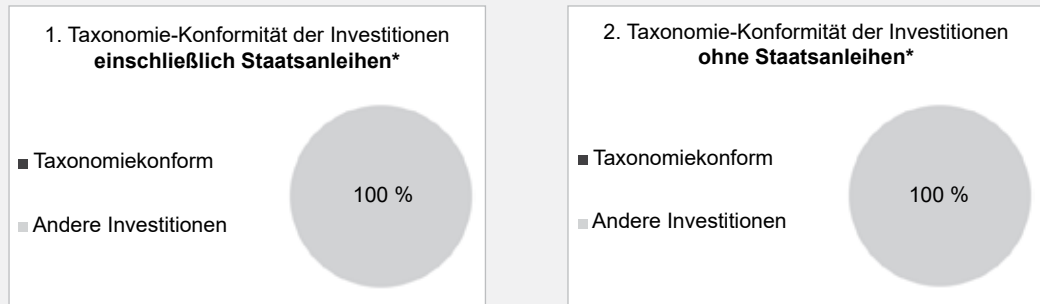 1. Taxonomie-Konformität der Investitionen
einschließlich Staatsanleihen*
Taxonomiekonform
100 %
Andere Investitionen
2. Taxonomie-Konformität der Investitionen
ohne Staatsanleihen*
Taxonomiekonform
100 %
Andere Investitionen